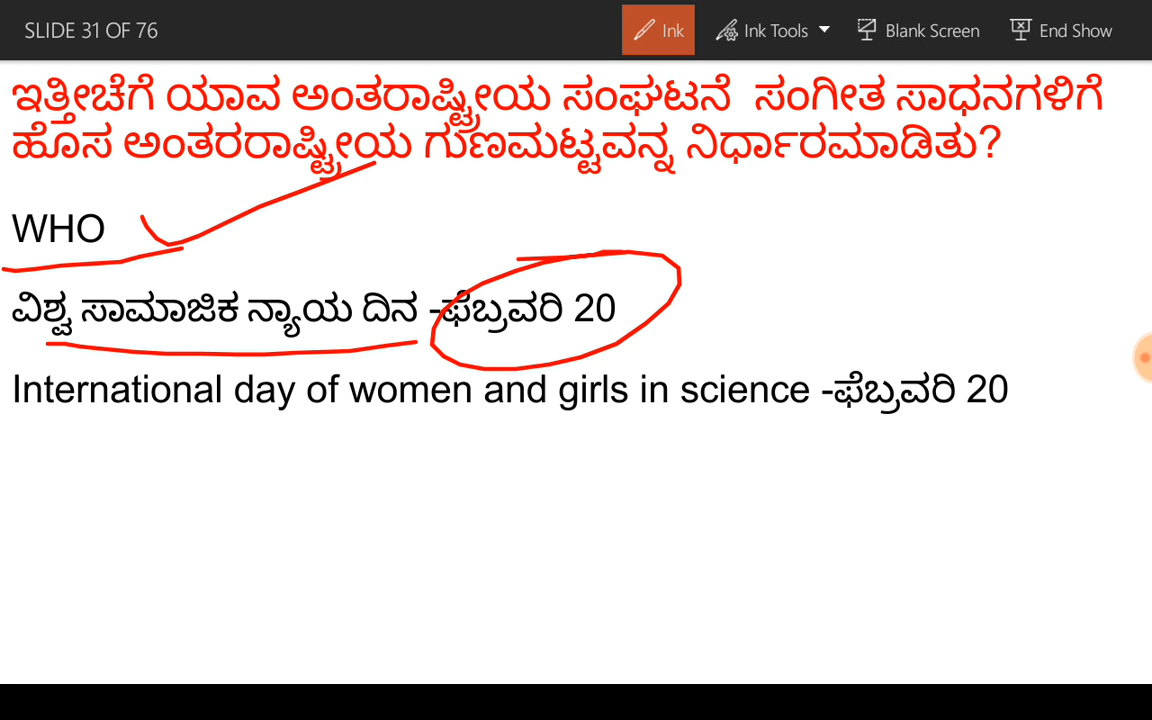 SLIDE 31 OF 76 Ink Ink Tools Blank Screen End Show
ಇತ್ತೀಚೆಗೆ ಯಾವ ಅಂತರಾಷ್ಟ್ರೀಯ ಸಂಘಟನೆ ಸಂಗೀತ ಸಾಧನಗಳಿಗೆ
ಹೊಸ ಅಂತರರಾಷ್ಟ್ರೀಯ ಗುಣಮಟ್ಟವನ್ನ ನಿರ್ಧಾರಮಾಡಿತು?
WHO
ವಿಶ್ವ ಸಾಮಾಜಿಕ ನ್ಯಾಯ ದಿನ -ಫೆಬ್ರವರಿ 20
International day of women and girls in science -ಫೆಬ್ರವರಿ 20